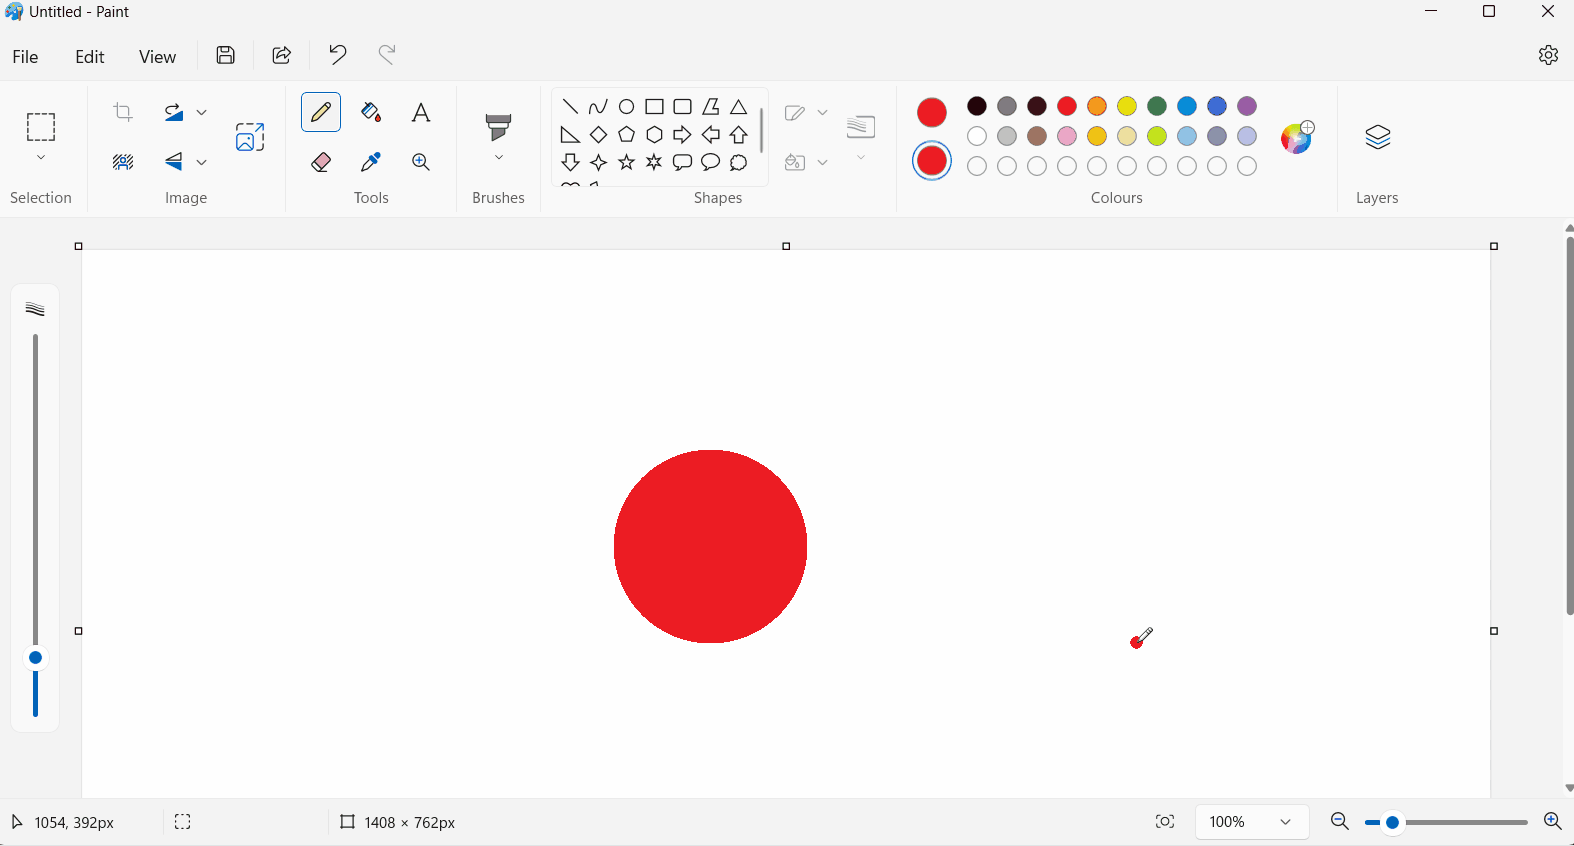 Untitled - Paint
File Edit View
Selection Image Tools Brushes Shapes Colours Layers
1054, 392px 1408 × 762px 100%